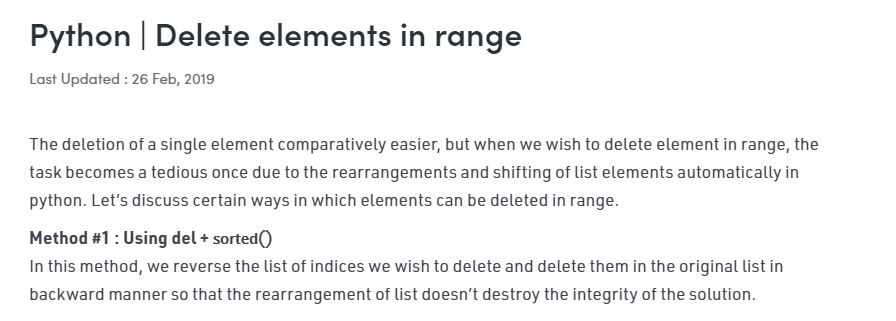 Python | Delete elements in range
Last Updated : 26 Feb, 2019
The deletion of a single element comparatively easier, but when we wish to delete element in range, the
task becomes a tedious once due to the rearrangements and shifting of list elements automatically in
python. Let's discuss certain ways in which elements can be deleted in range.
Method #1 : Using del + sorted()
In this method, we reverse the list of indices we wish to delete and delete them in the original list in
backward manner so that the rearrangement of list doesn't destroy the integrity of the solution.